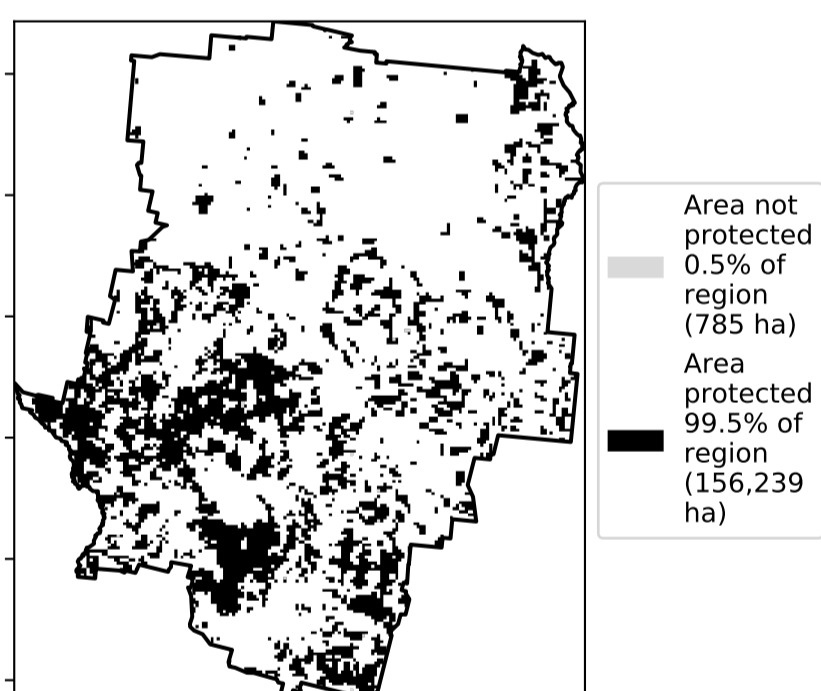 Area not
protected
0.5% of
region
(785 ha)
Area
protected
99.5% of
region
(156,239
ha)